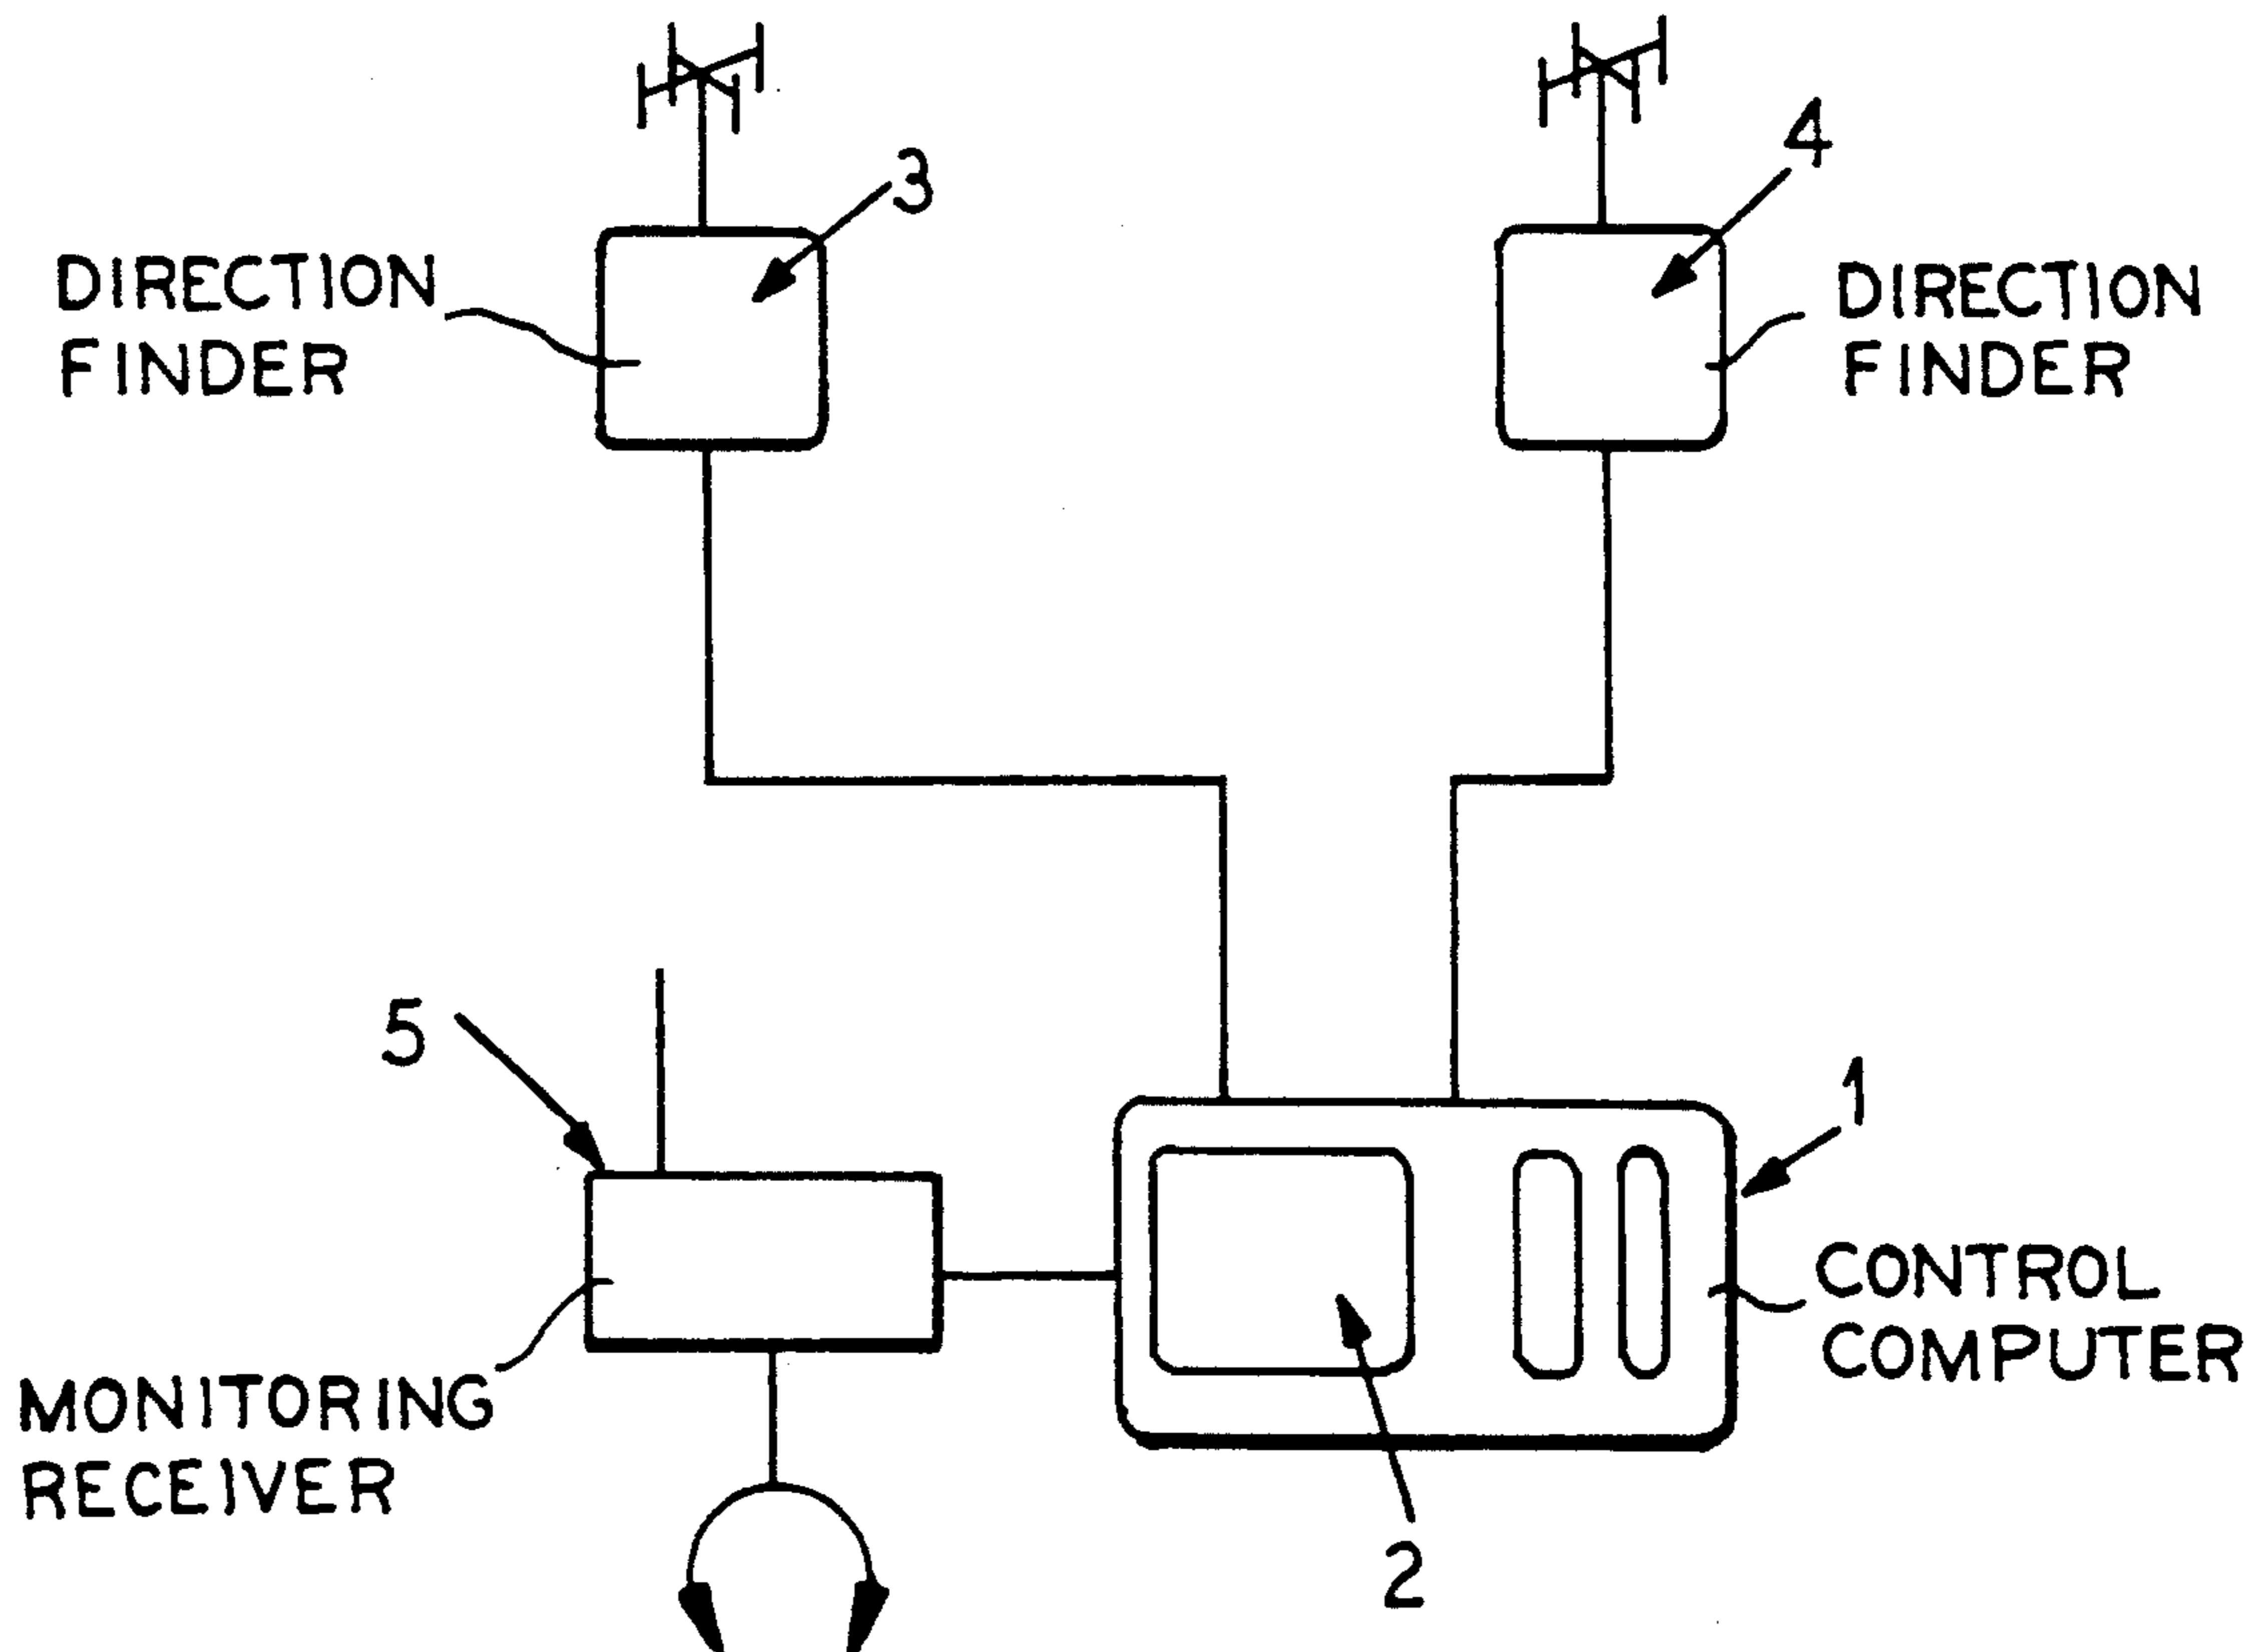 3
4
DIRECTION
FINDER
DIRECTION
FINDER
5
1
CONTROL
COMPUTER
MONITORING
RECEIVER
2